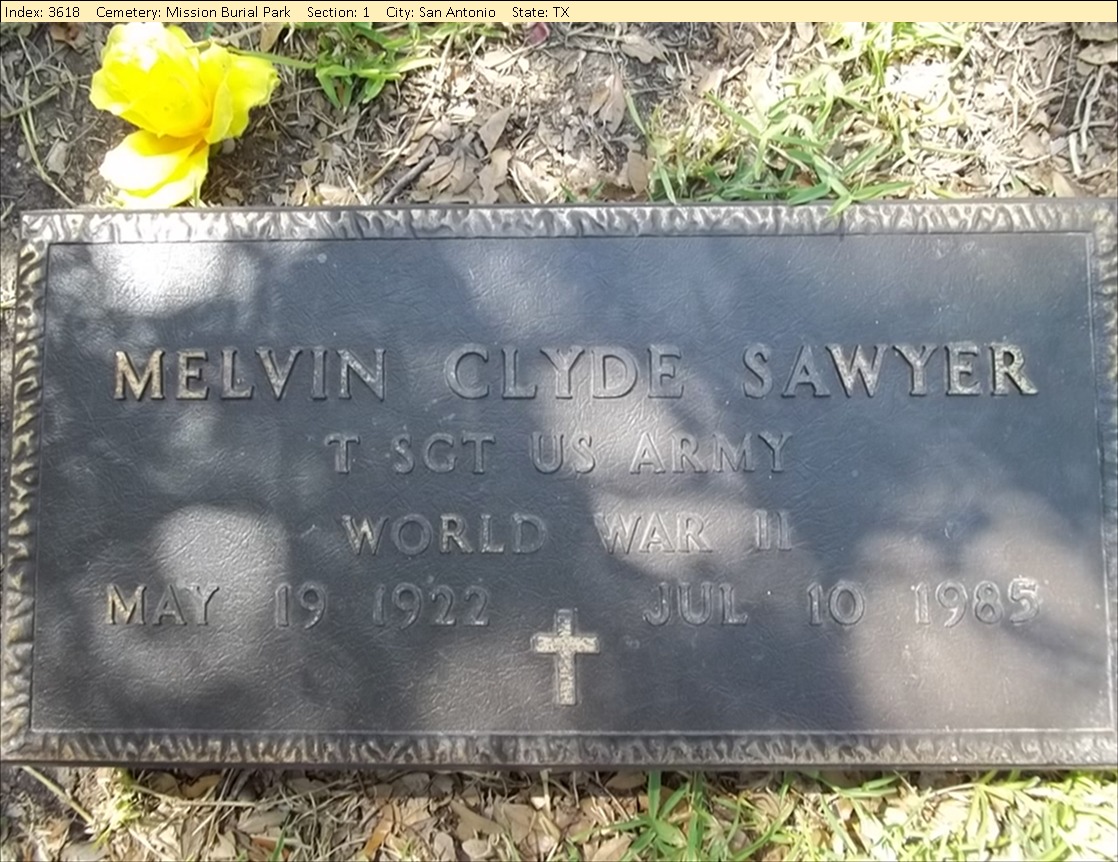 Index: 3618    Cemetery: Mission Burial Park    Section: 1    City: San Antonio    State: TX
MELVIN CLYDE SAWYER
T SGT US ARMY
WORLD WAR II
MAY 19 1922    JUL 10 1985